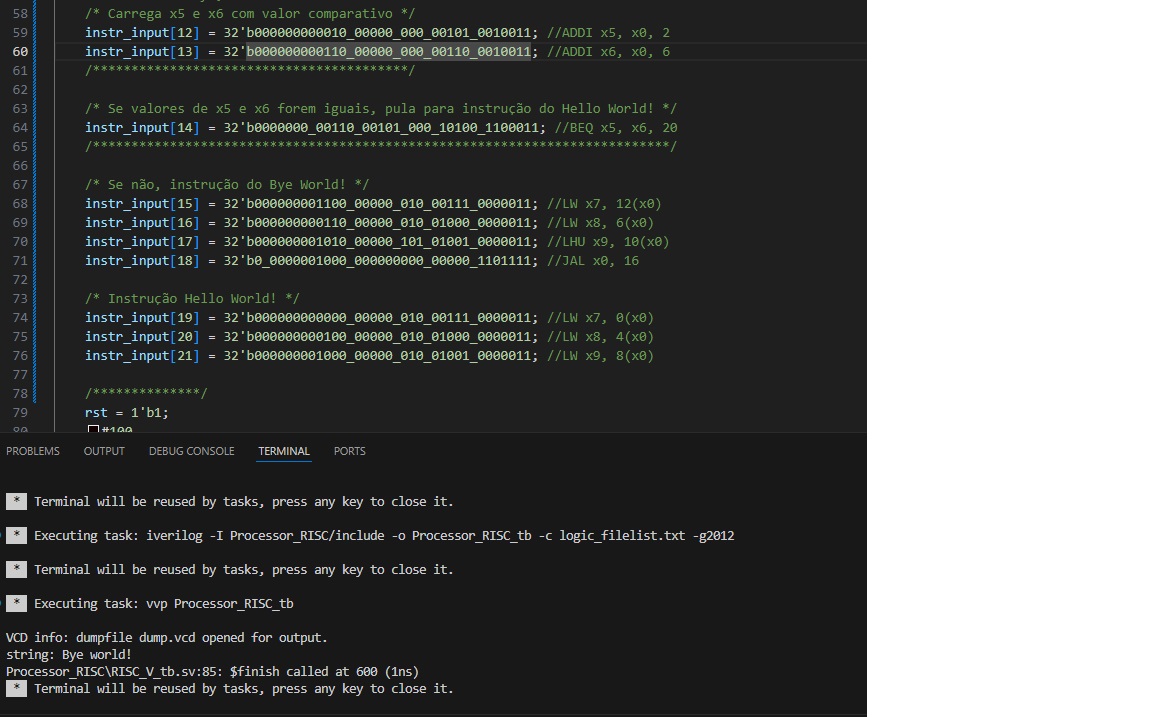 58 /* Carrega x5 e x6 com valor comparativo */
59 instr_input[12] = 32'b000000000010_00000_000_00101_0010011; //ADDI x5, x0, 2
60 instr_input[13] = 32'b000000000110_00000_000_00110_0010011; //ADDI x6, x0, 6
61 /*****************************************/
62
63 /* Se valores de x5 e x6 forem iguais, pula para instrução do Hello World! */
64 instr_input[14] = 32'b0000000_00110_00101_000_10100_1100011; //BEQ x5, x6, 20
65 /***************************************************************************/
66
67 /* Se não, instrução do Bye World! */
68 instr_input[15] = 32'b000000001100_00000_010_00111_0000011; //LW x7, 12(x0)
69 instr_input[16] = 32'b000000000110_00000_010_01000_0000011; //LW x8, 6(x0)
70 instr_input[17] = 32'b000000001010_00000_101_01001_0000011; //LHU x9, 10(x0)
71 instr_input[18] = 32'b0_0000001000_000000000_00000_1101111; //JAL x0, 16
72
73 /* Instrução Hello World! */
74 instr_input[19] = 32'b000000000000_00000_010_00111_0000011; //LW x7, 0(x0)
75 instr_input[20] = 32'b000000000100_00000_010_01000_0000011; //LW x8, 4(x0)
76 instr_input[21] = 32'b000000001000_00000_010_01001_0000011; //LW x9, 8(x0)
77
78 /**************/
79 rst = 1'b1;
80 #100
PROBLEMS OUTPUT DEBUG CONSOLE TERMINAL PORTS
* Terminal will be reused by tasks, press any key to close it.
* Executing task: iverilog -I Processor_RISC/include -o Processor_RISC_tb -c logic_filelist.txt -g2012
* Terminal will be reused by tasks, press any key to close it.
* Executing task: vvp Processor_RISC_tb
VCD info: dumpfile dump.vcd opened for output.
string: Bye world!
Processor_RISC\RISC_V_tb.sv:85: $finish called at 600 (1ns)
* Terminal will be reused by tasks, press any key to close it.